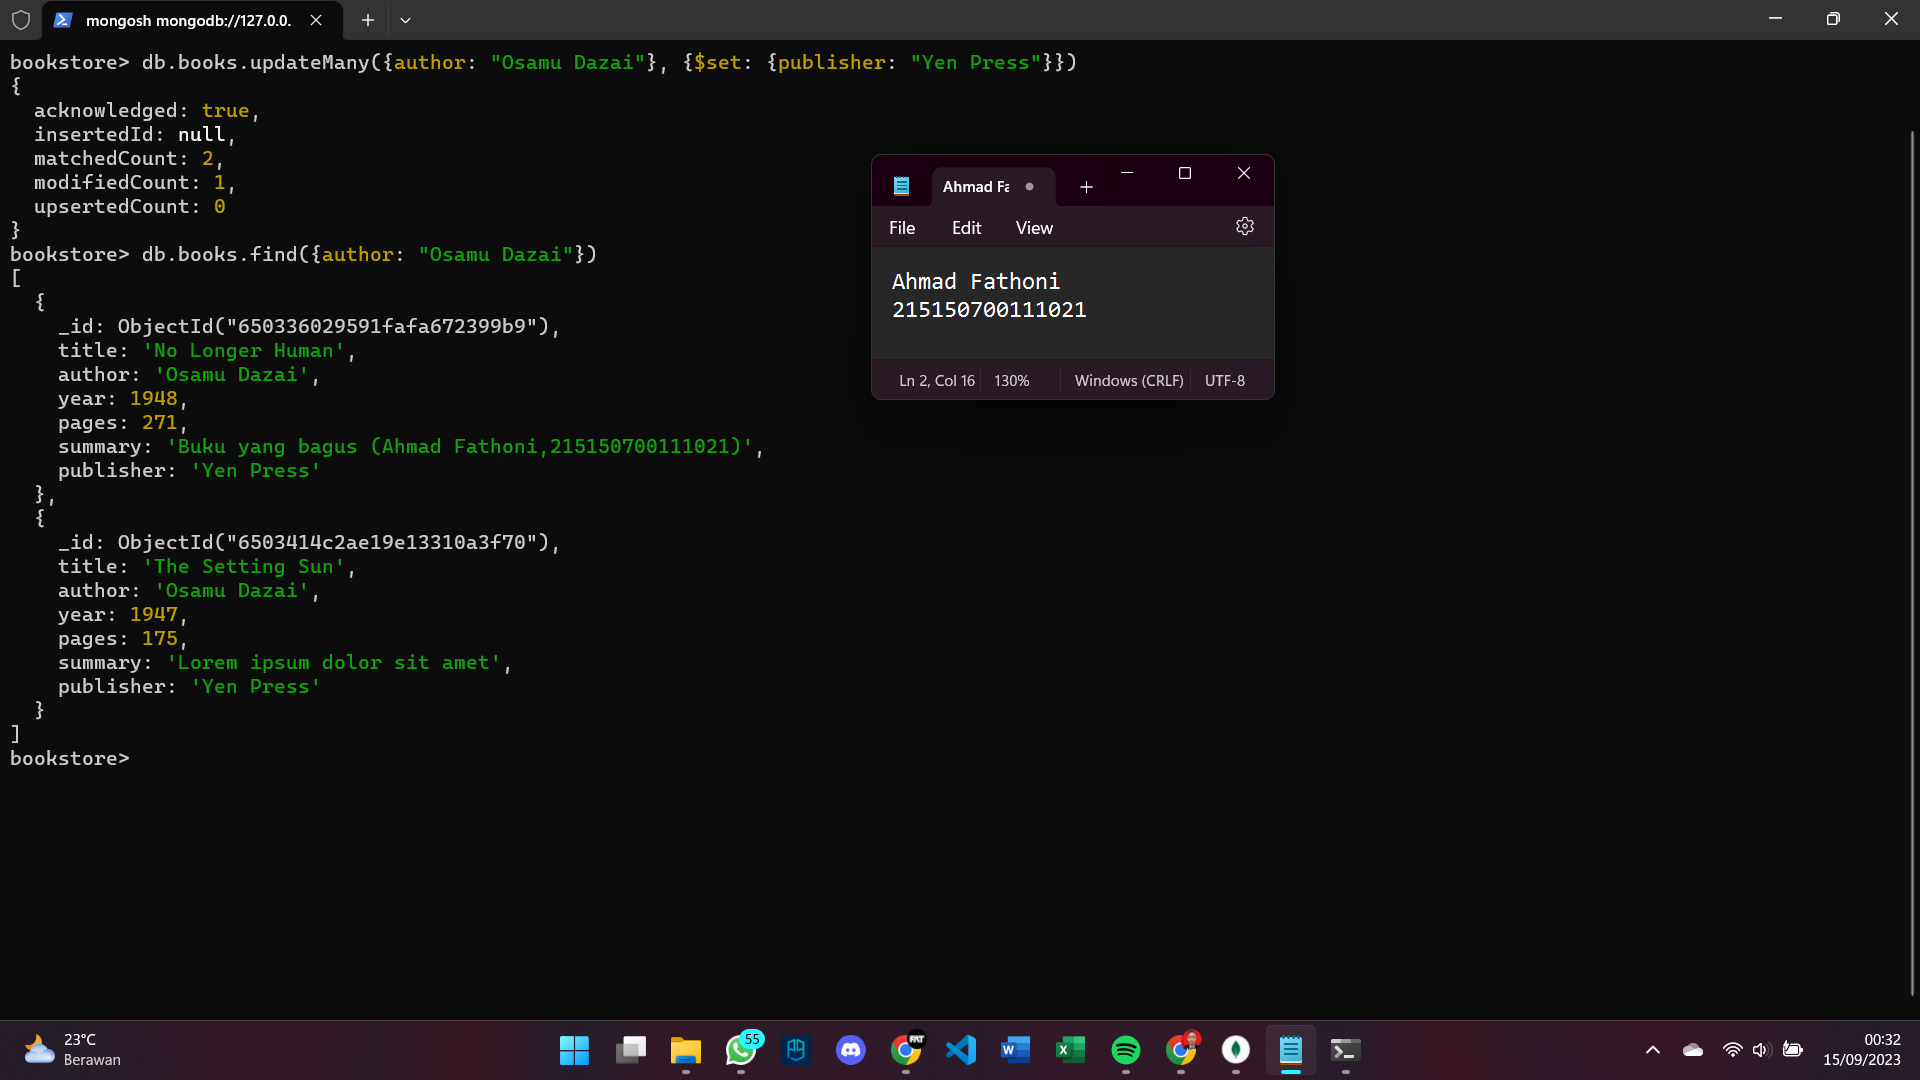 mongosh mongodb://127.0.0.
bookstore> db.books.updateMany({author: "Osamu Dazai"}, {$set: {publisher: "Yen Press"}})
{
  acknowledged: true,
  insertedId: null,
  matchedCount: 2,
  modifiedCount: 1,
  upsertedCount: 0
}
bookstore> db.books.find({author: "Osamu Dazai"})
[
  {
    _id: ObjectId("650336029591fafa672399b9"),
    title: 'No Longer Human',
    author: 'Osamu Dazai',
    year: 1948,
    pages: 271,
    summary: 'Buku yang bagus (Ahmad Fathoni,215150700111021)',
    publisher: 'Yen Press'
  },
  {
    _id: ObjectId("6503414c2ae19e13310a3f70"),
    title: 'The Setting Sun',
    author: 'Osamu Dazai',
    year: 1947,
    pages: 175,
    summary: 'Lorem ipsum dolor sit amet',
    publisher: 'Yen Press'
  }
]
bookstore>
Ahmad Fa
File Edit View
Ahmad Fathoni
215150700111021
Ln 2, Col 16 130% Windows (CRLF) UTF-8
23°C
Berawan
55
FAT
00:32
15/09/2023